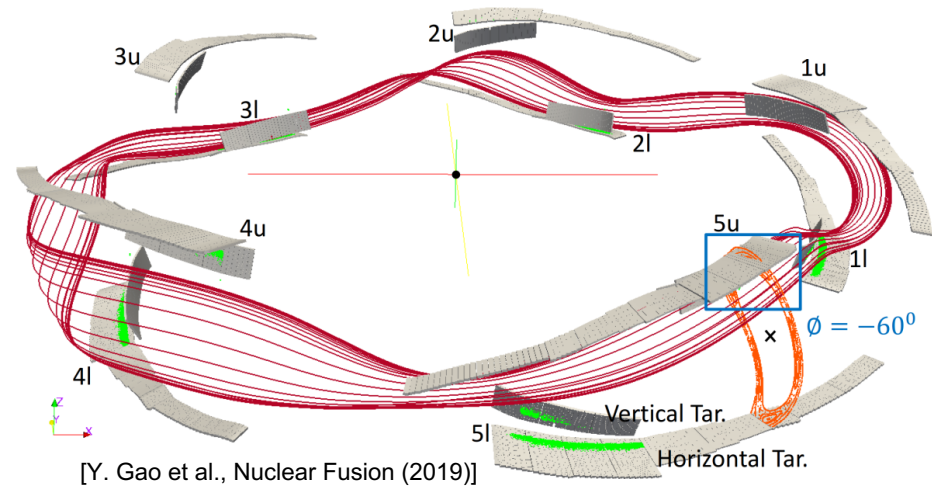 2u
3u
1u
3l
2l
4u
5u
1l
∅ = −60⁰
×
4l
Z
Y
X
Vertical Tar.
5l
Horizontal Tar.
[Y. Gao et al., Nuclear Fusion (2019)]